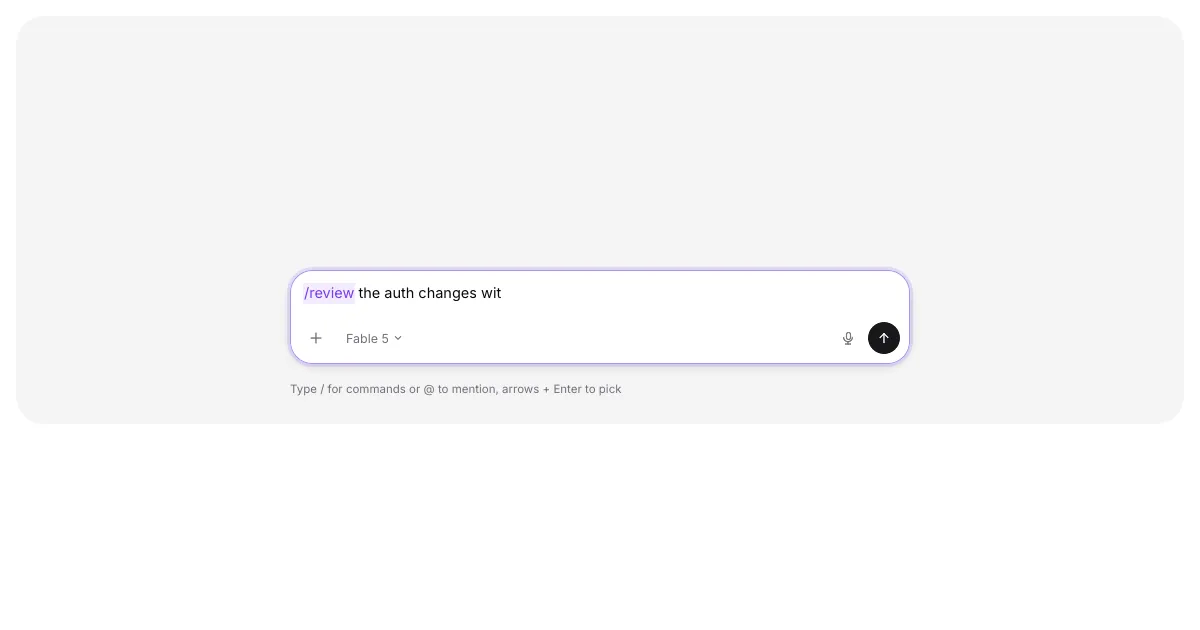 /review the auth changes wit
Fable 5
Type / for commands or @ to mention, arrows + Enter to pick